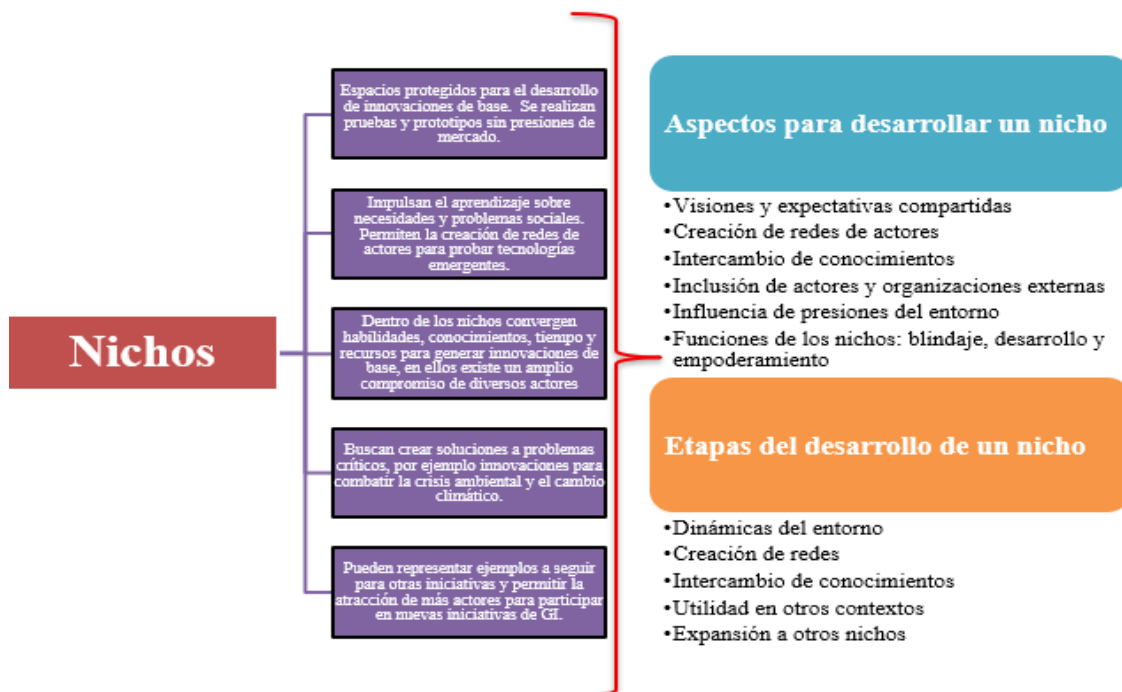 Nichos
Espacios protegidos para el desarrollo
de innovaciones de base.  Se realizan
pruebas y prototipos sin presiones de
mercado.
Impulsan el aprendizaje sobre
necesidades y problemas sociales.
Permiten la creación de redes de
actores para probar tecnologías
emergentes.
Dentro de los nichos convergen
habilidades, conocimientos, tiempo y
recursos para generar innovaciones de
base, en ellos existe un amplio
compromiso de diversos actores
Buscan crear soluciones a problemas
críticos, por ejemplo innovaciones para
combatir la crisis ambiental y el cambio
climático.
Pueden representar ejemplos a seguir
para otras iniciativas y permitir la
atracción de más actores para participar
en nuevas iniciativas de GI.
Aspectos para desarrollar un nicho
•Visiones y expectativas compartidas
•Creación de redes de actores
•Intercambio de conocimientos
•Inclusión de actores y organizaciones externas
•Influencia de presiones del entorno
•Funciones de los nichos: blindaje, desarrollo y
empoderamiento
Etapas del desarrollo de un nicho
•Dinámicas del entorno
•Creación de redes
•Intercambio de conocimientos
•Utilidad en otros contextos
•Expansión a otros nichos